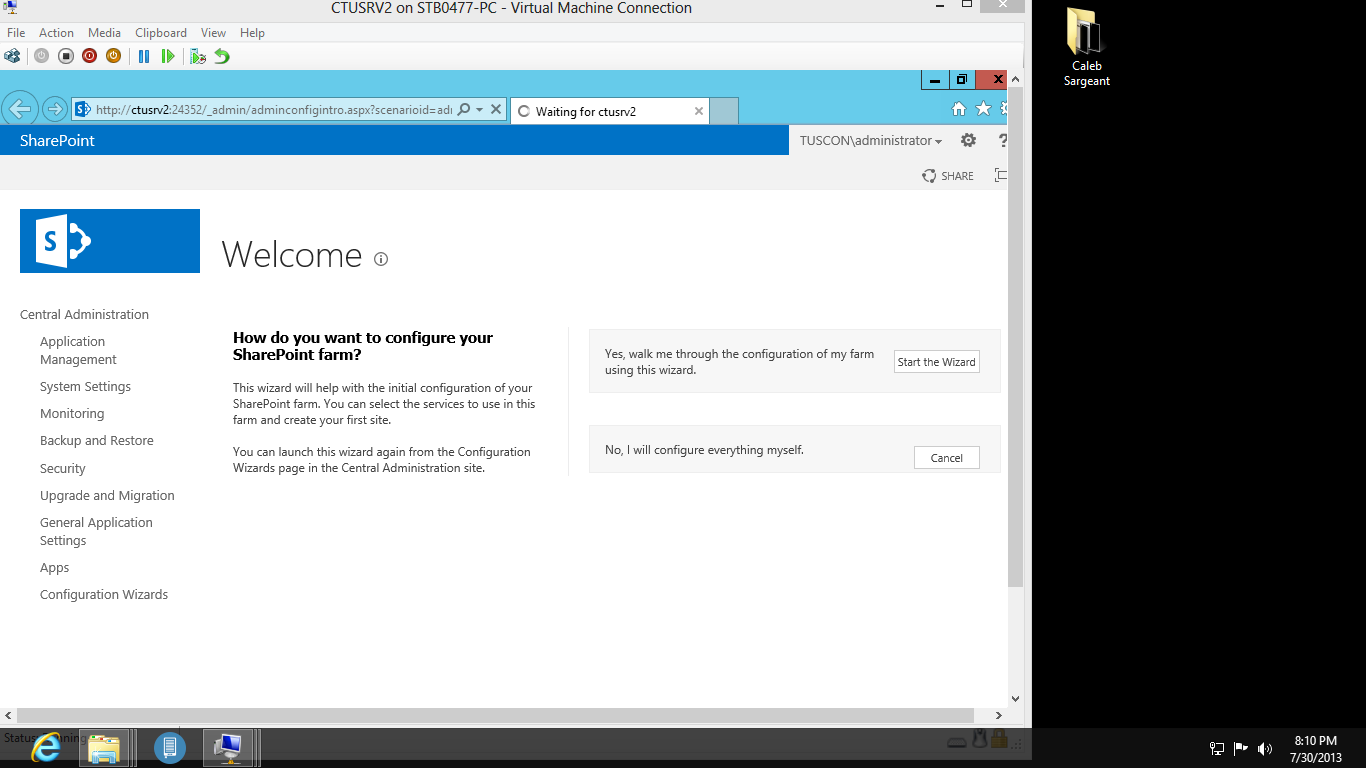 CTUSRV2 on STB0477-PC - Virtual Machine Connection
File Action Media Clipboard View Help
http://ctusrv2:24352/_admin/adminconfigintro.aspx?scenarioid=adı
Waiting for ctusrv2
SharePoint
TUSCON\administrator
?
SHARE
S
Welcome
Central Administration
Application
Management
System Settings
Monitoring
Backup and Restore
Security
Upgrade and Migration
General Application
Settings
Apps
Configuration Wizards
How do you want to configure your
SharePoint farm?
This wizard will help with the initial configuration of your
SharePoint farm. You can select the services to use in this
farm and create your first site.
You can launch this wizard again from the Configuration
Wizards page in the Central Administration site.
Yes, walk me through the configuration of my farm
using this wizard.
Start the Wizard
No, I will configure everything myself.
Cancel
Caleb
Sargeant
8:10 PM
7/30/2013